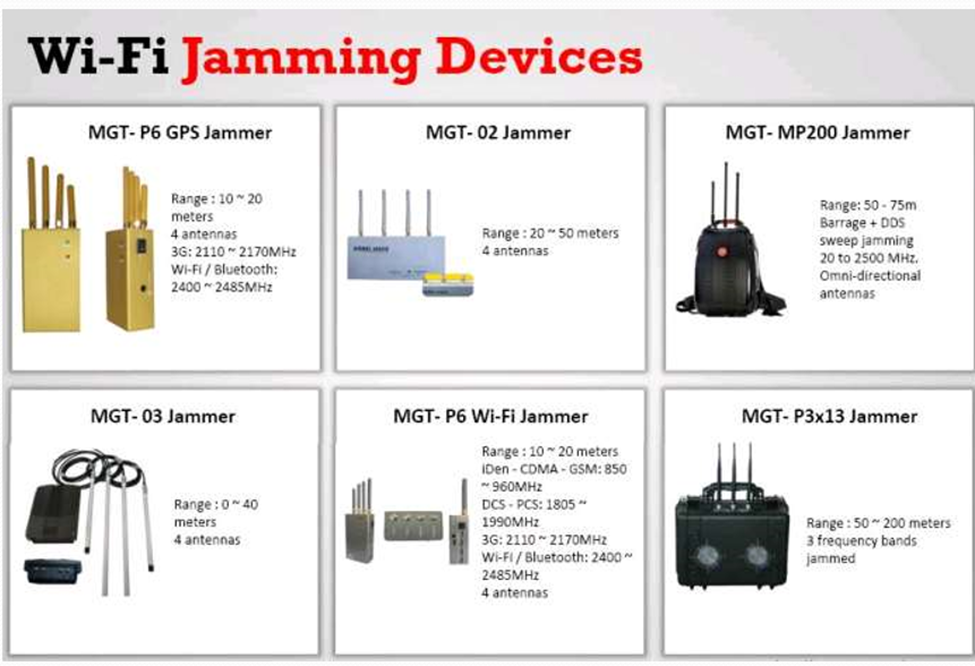 Wi-Fi Jamming Devices
MGT- P6 GPS Jammer
Range : 10 ~ 20
meters
4 antennas
3G: 2110 ~ 2170MHz
Wi-Fi / Bluetooth:
2400 ~ 2485MHz
MGT- 02 Jammer
Range : 20 ~ 50 meters
4 antennas
MGT- MP200 Jammer
Range: 50 - 75m
Barrage + DDS
sweep jamming
20 to 2500 MHz.
Omni-directional
antennas
MGT- 03 Jammer
Range : 0 ~ 40
meters
4 antennas
MGT- P6 Wi-Fi Jammer
Range : 10 ~ 20 meters
iDen - CDMA - GSM: 850
~ 960MHz
DCS - PCS: 1805 ~
1990MHz
3G: 2110 ~ 2170MHz
Wi-Fi / Bluetooth: 2400 ~
2485MHz
4 antennas
MGT- P3x13 Jammer
Range : 50 ~ 200 meters
3 frequency bands
jammed